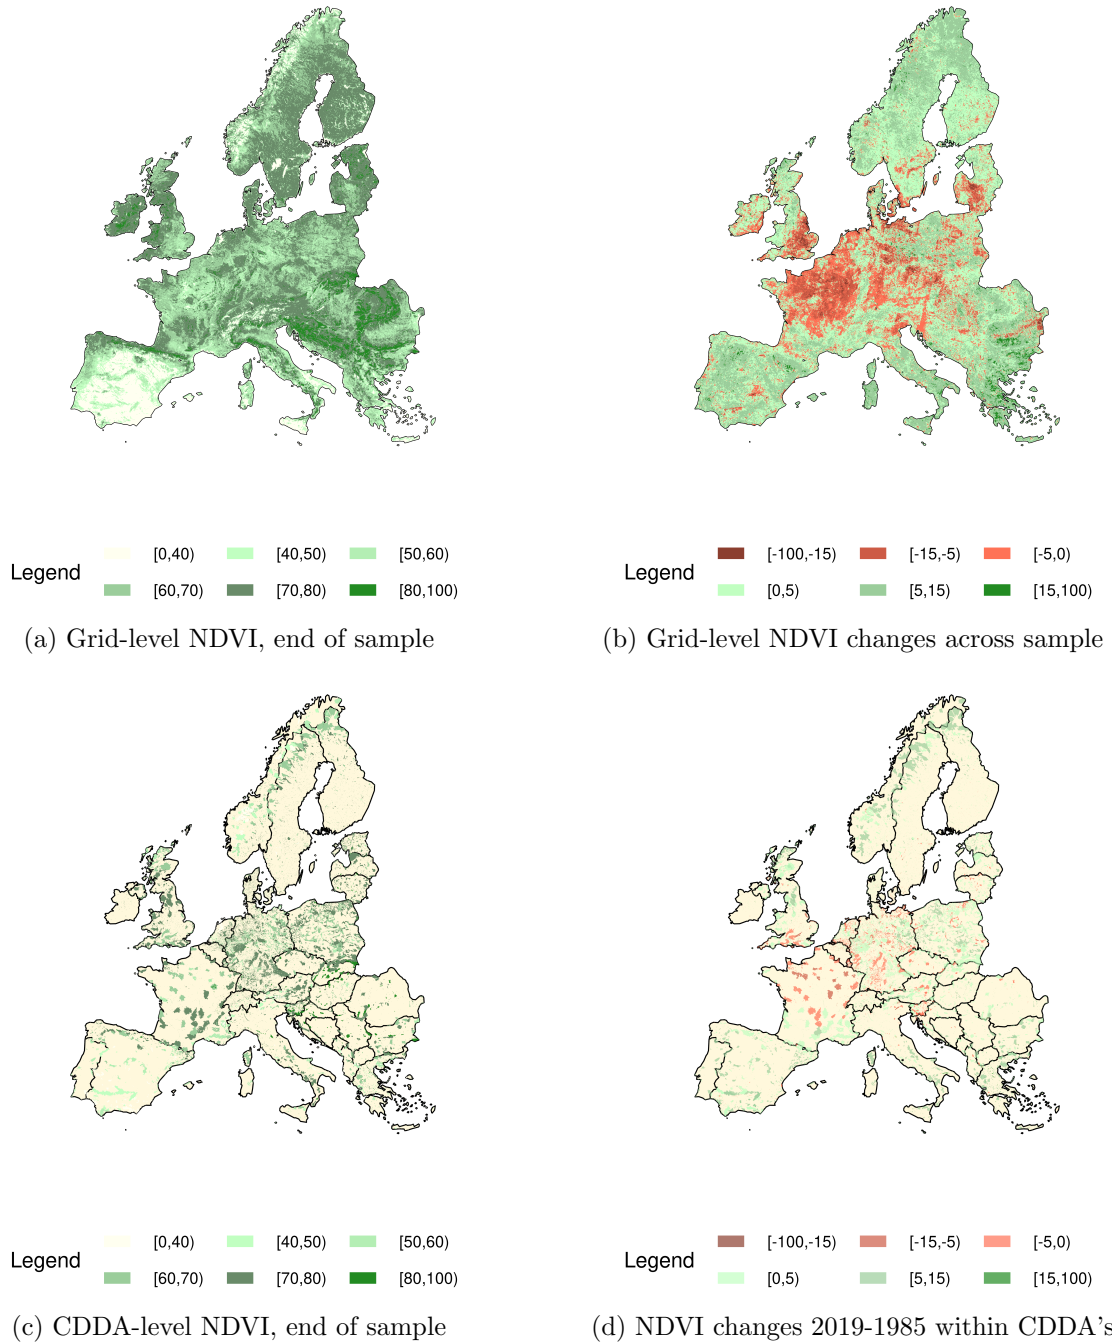 Legend [0,40) [40,50) [50,60)
[60,70) [70,80) [80,100)
(a) Grid-level NDVI, end of sample
Legend [-100,-15) [-15,-5) [-5,0)
[0,5) [5,15) [15,100)
(b) Grid-level NDVI changes across sample
Legend [0,40) [40,50) [50,60)
[60,70) [70,80) [80,100)
(c) CDDA-level NDVI, end of sample
Legend [-100,-15) [-15,-5) [-5,0)
[0,5) [5,15) [15,100)
(d) NDVI changes 2019-1985 within CDDA's